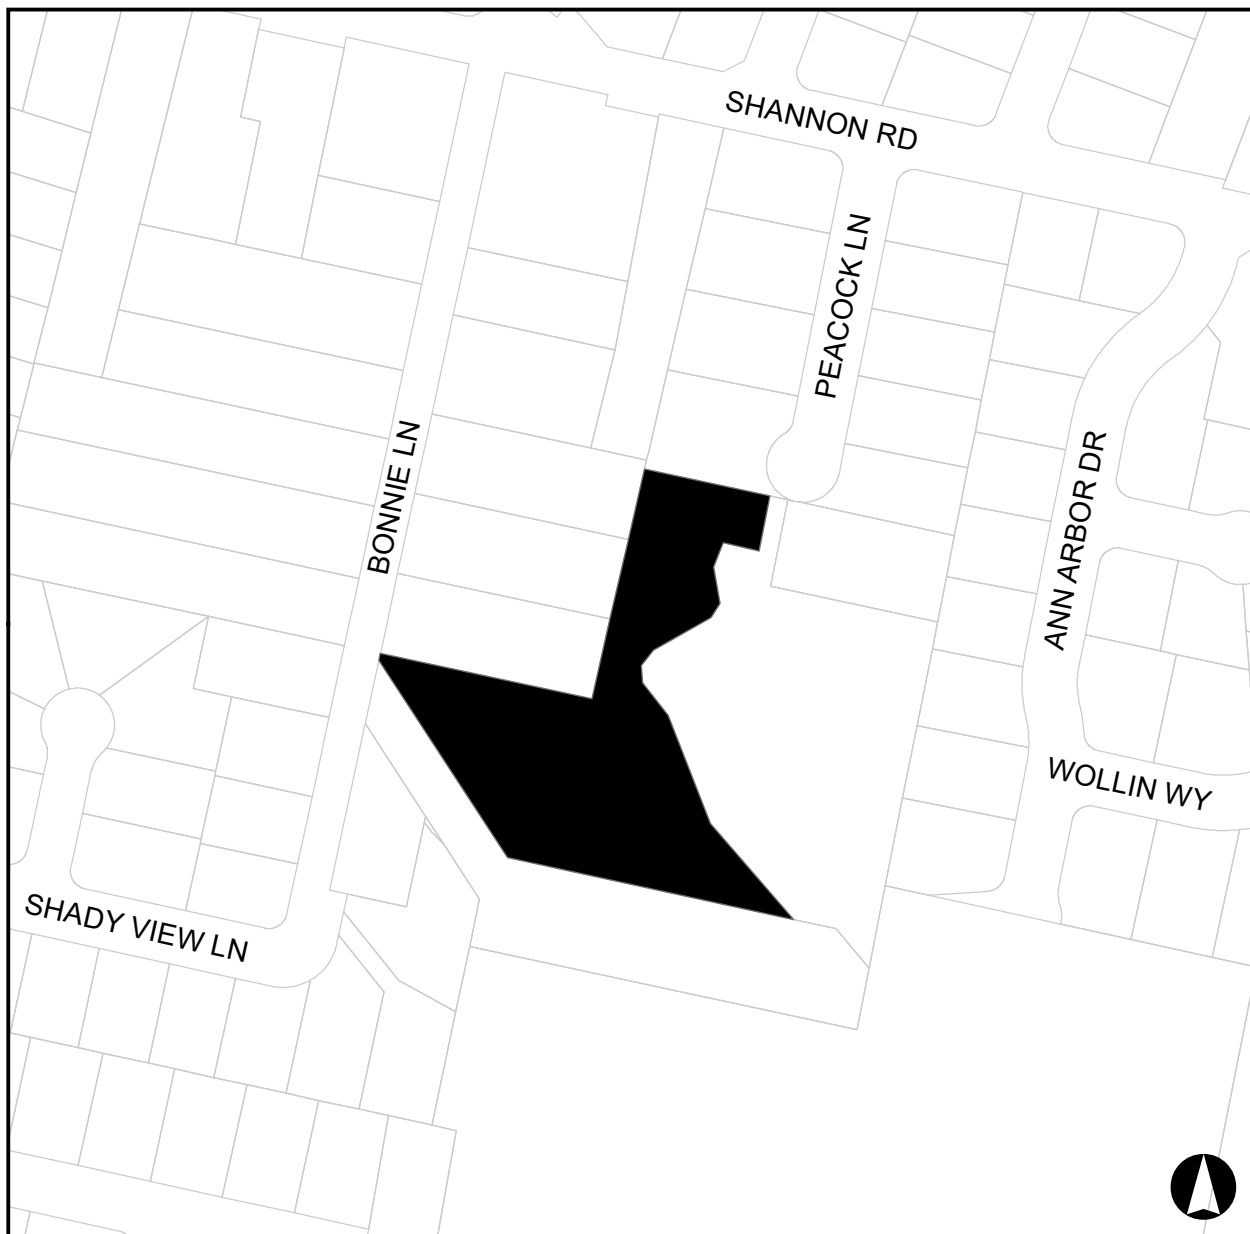 SHANNON RD
PEACOCK LN
BONNIE LN
ANN ARBOR DR
WOLLIN WY
SHADY VIEW LN